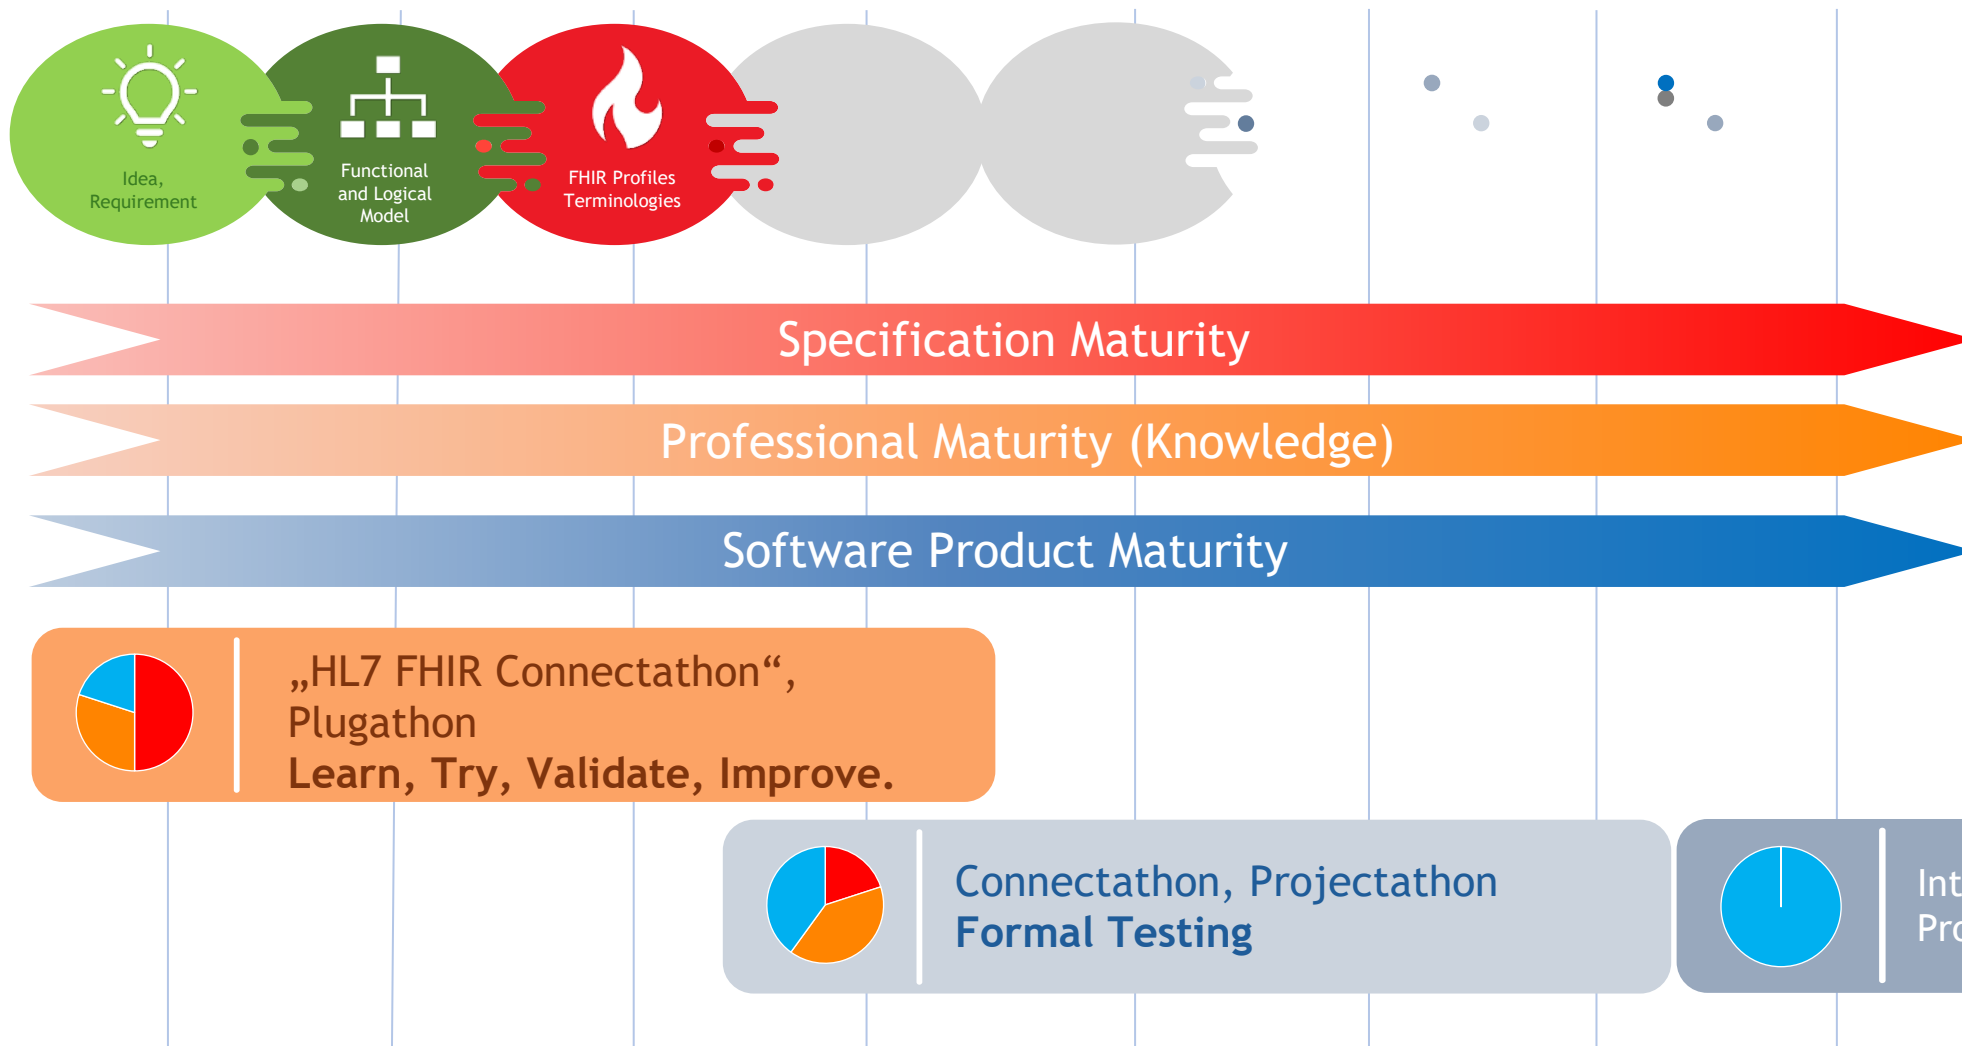 Idea,
Requirement
Functional
and Logical
Model
FHIR Profiles
Terminologies
Specification Maturity
Professional Maturity (Knowledge)
Software Product Maturity
„HL7 FHIR Connectathon“,
Plugathon
Learn, Try, Validate, Improve.
Connectathon, Projectathon
Formal Testing